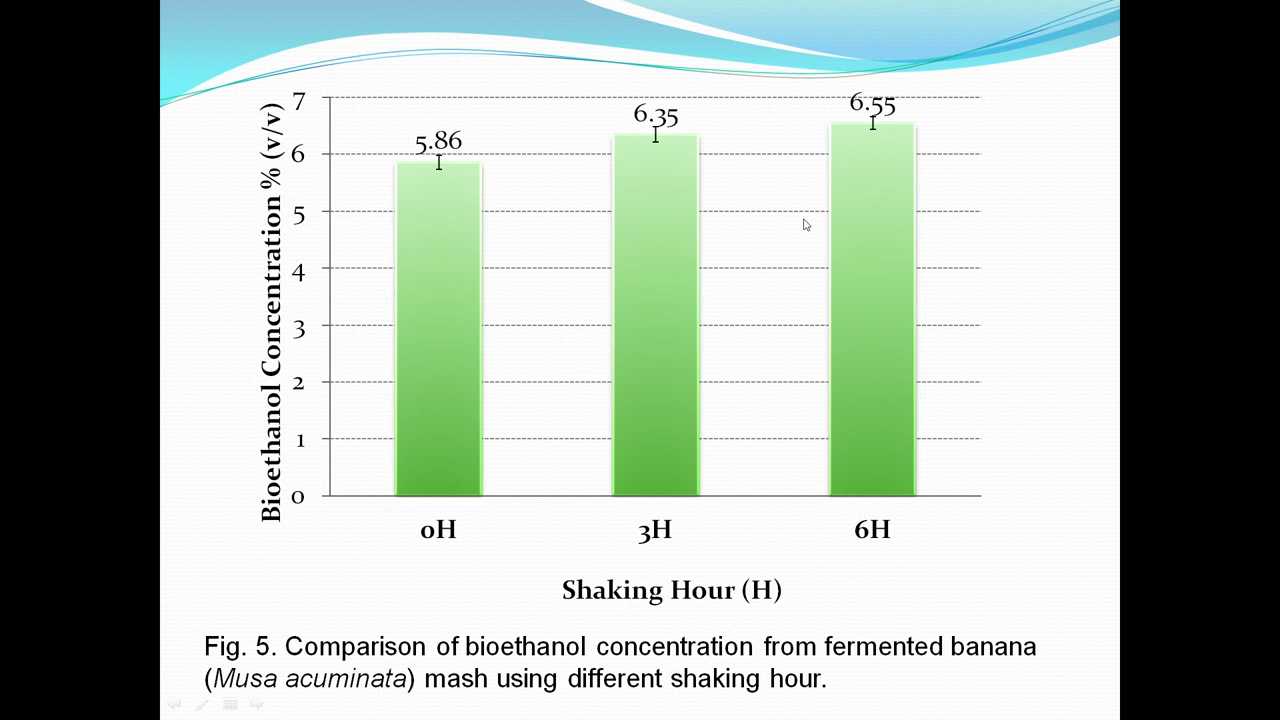 Bioethanol Concentration % (v/v)
7
6
5
4
3
2
1
0
5.86
6.35
6.55
0H
3H
6H
Shaking Hour (H)
Fig. 5. Comparison of bioethanol concentration from fermented banana
(Musa acuminata) mash using different shaking hour.